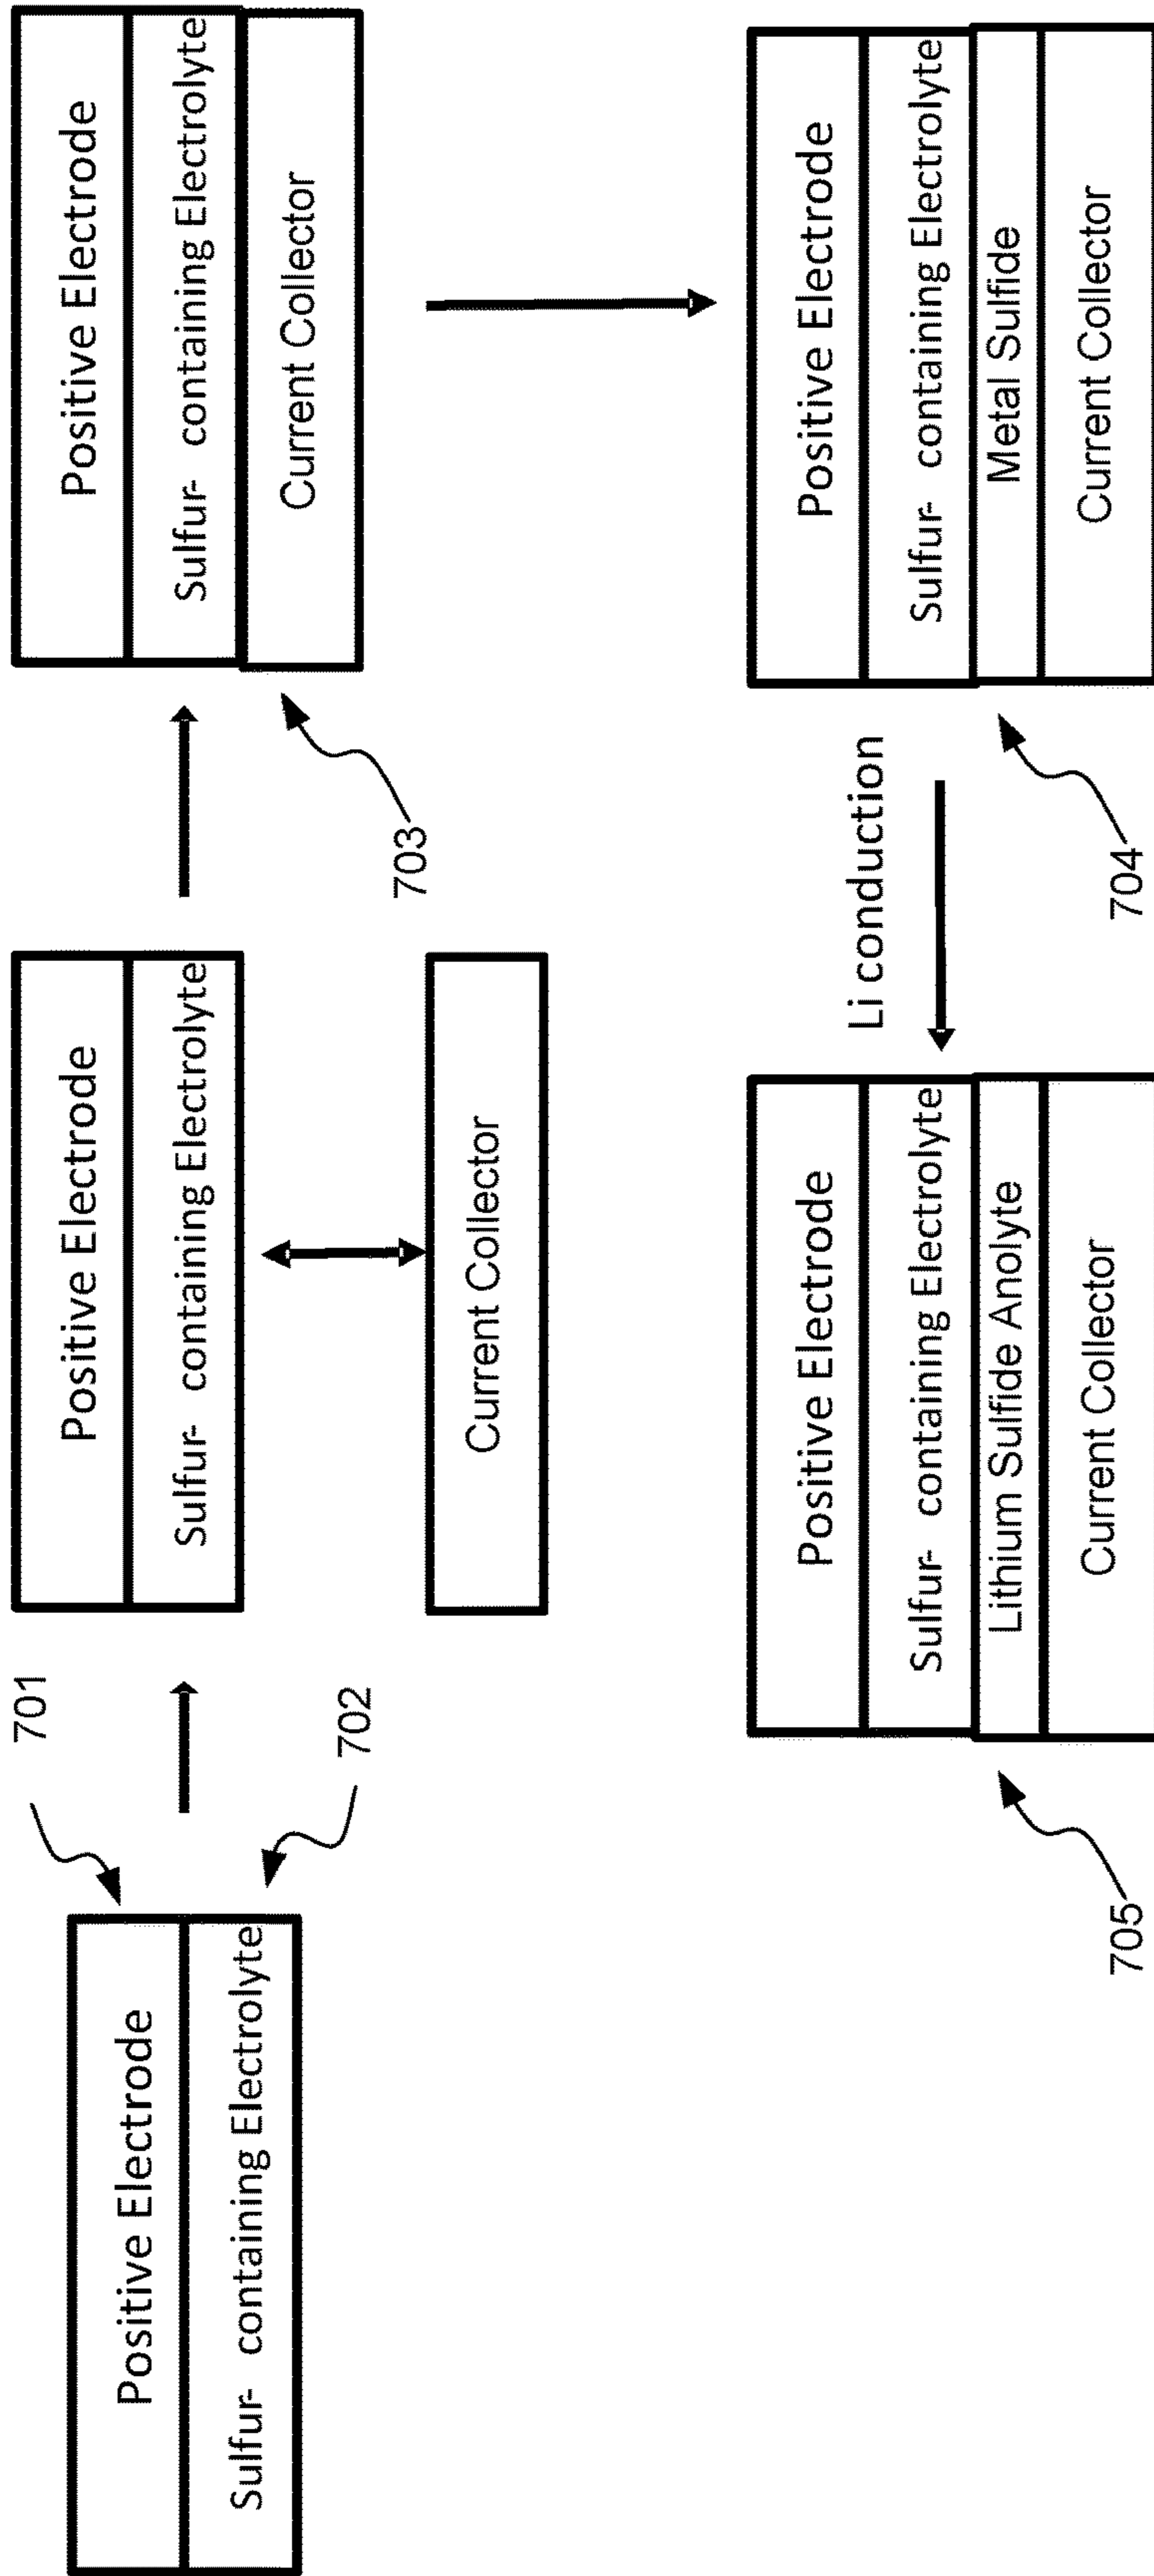 701
Positive Electrode
Sulfur- containing Electrolyte
702
Positive Electrode
Sulfur- containing Electrolyte
Current Collector
Positive Electrode
Sulfur- containing Electrolyte
Current Collector
703
Positive Electrode
Sulfur- containing Electrolyte
Metal Sulfide
Current Collector
704
Li conduction
Positive Electrode
Sulfur- containing Electrolyte
Lithium Sulfide Anolyte
Current Collector
705